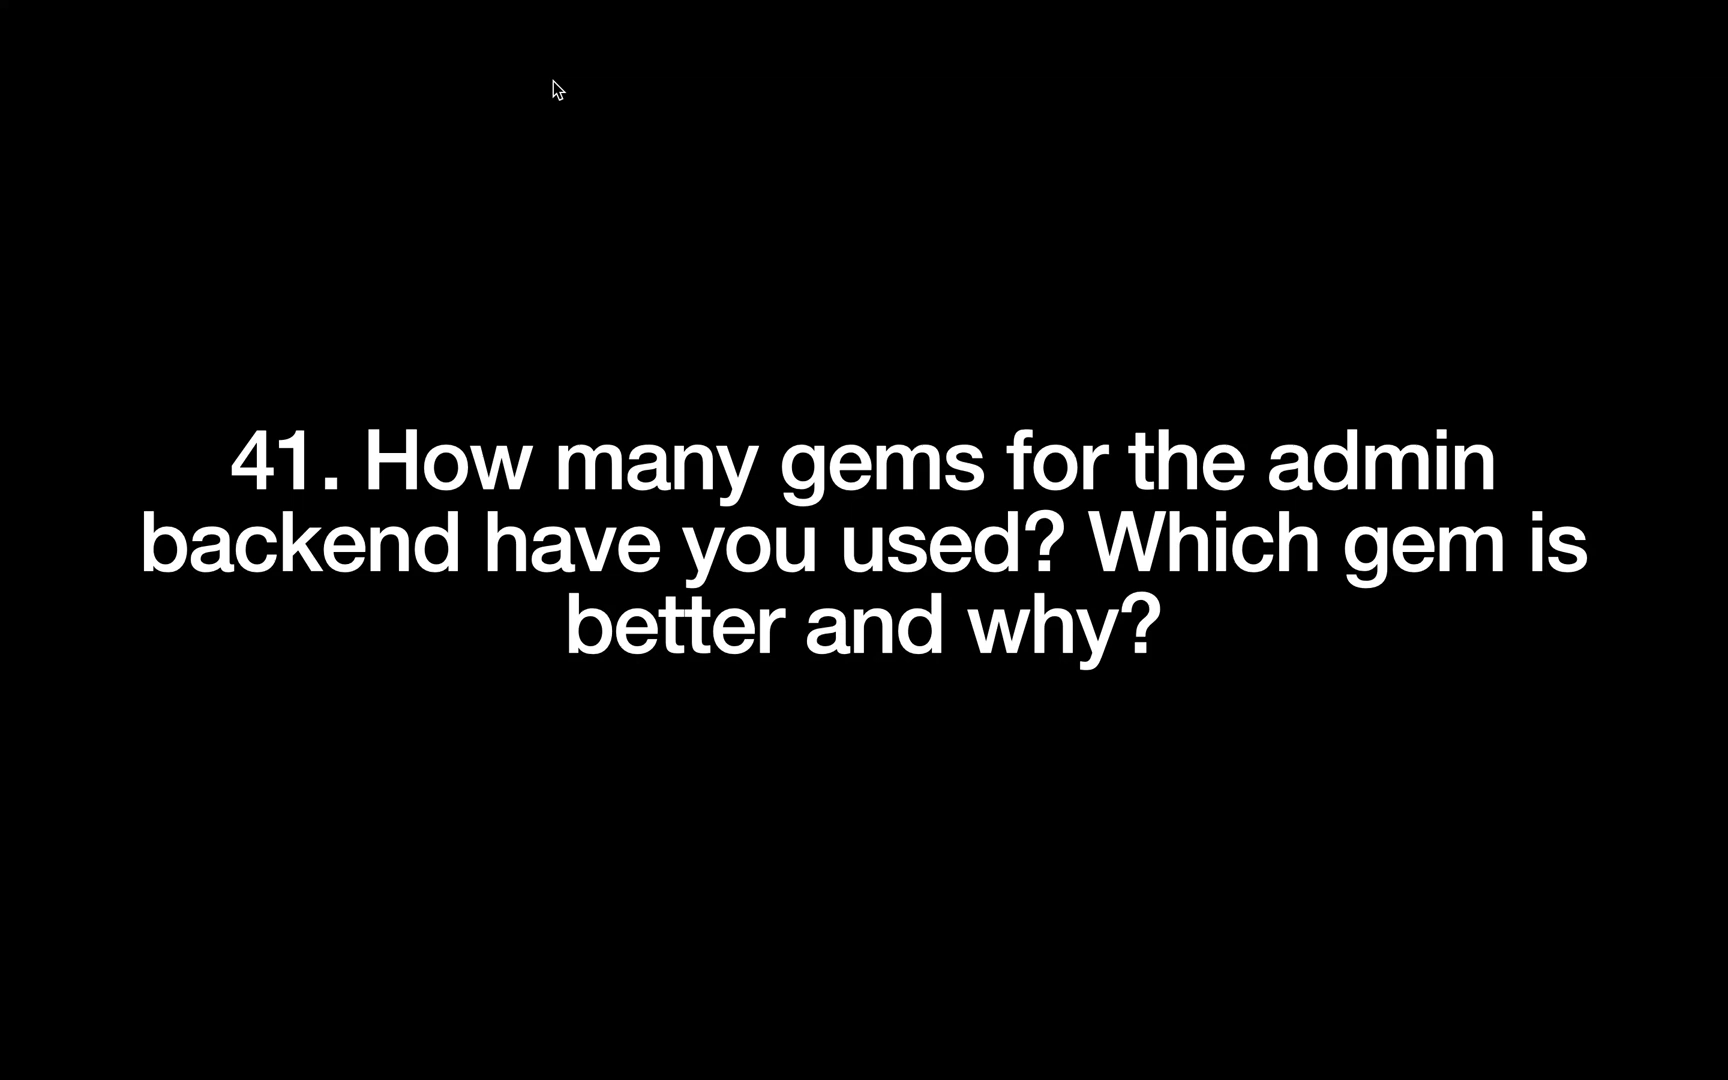 41. How many gems for the admin
backend have you used? Which gem is
better and why?